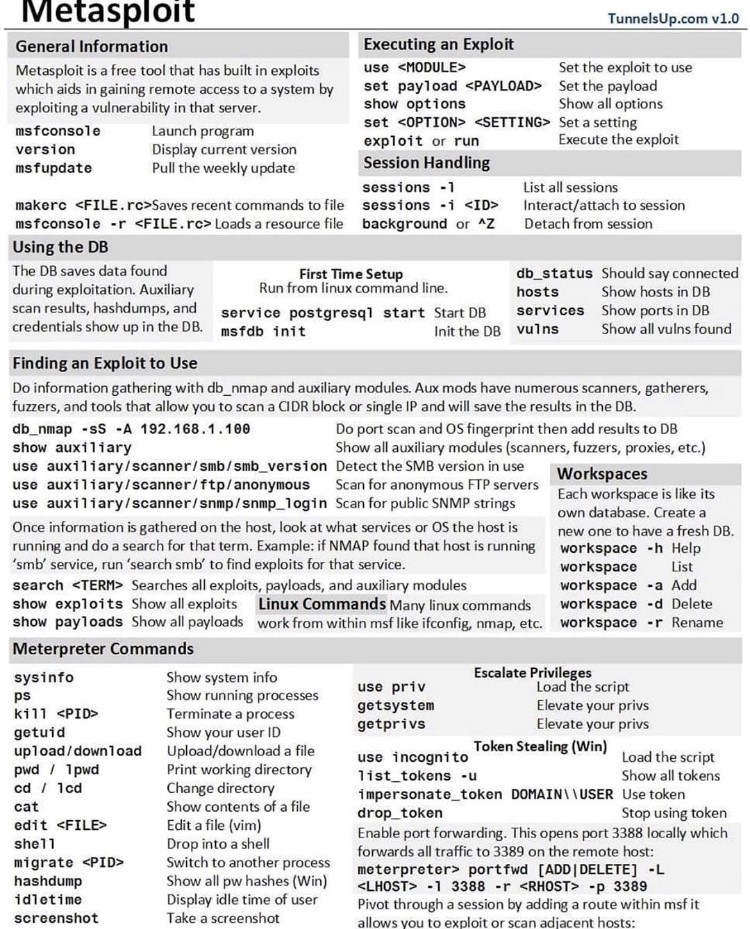 Metasploit
TunnelsUp.com v1.0
General Information
Metasploit is a free tool that has built in exploits
which aids in gaining remote access to a system by
exploiting a vulnerability in that server.
msfconsole Launch program
version Display current version
msfupdate Pull the weekly update
makerc <FILE.rc>Saves recent commands to file
msfconsole -r <FILE.rc> Loads a resource file
Executing an Exploit
use <MODULE> Set the exploit to use
set payload <PAYLOAD> Set the payload
show options Show all options
set <OPTION> <SETTING> Set a setting
exploit or run Execute the exploit
Session Handling
sessions -l List all sessions
sessions -i <ID> Interact/attach to session
background or ^Z Detach from session
Using the DB
The DB saves data found
during exploitation. Auxiliary
scan results, hashdumps, and
credentials show up in the DB.
First Time Setup
Run from linux command line.
service postgresql start Start DB
msfdb init Init the DB
db_status Should say connected
hosts Show hosts in DB
services Show ports in DB
vulns Show all vulns found
Finding an Exploit to Use
Do information gathering with db_nmap and auxiliary modules. Aux mods have numerous scanners, gatherers,
fuzzers, and tools that allow you to scan a CIDR block or single IP and will save the results in the DB.
db_nmap -sS -A 192.168.1.100 Do port scan and OS fingerprint then add results to DB
show auxiliary Show all auxiliary modules (scanners, fuzzers, proxies, etc.)
use auxiliary/scanner/smb/smb_version Detect the SMB version in use
use auxiliary/scanner/ftp/anonymous Scan for anonymous FTP servers
use auxiliary/scanner/snmp/snmp_login Scan for public SNMP strings
Once information is gathered on the host, look at what services or OS the host is
running and do a search for that term. Example: if NMAP found that host is running
‘smb’ service, run ‘search smb’ to find exploits for that service.
search <TERM> Searches all exploits, payloads, and auxiliary modules
show exploits Show all exploits
show payloads Show all payloads
Linux Commands Many linux commands
work from within msf like ifconfig, nmap, etc.
Workspaces
Each workspace is like its
own database. Create a
new one to have a fresh DB.
workspace -h Help
workspace List
workspace -a Add
workspace -d Delete
workspace -r Rename
Meterpreter Commands
sysinfo Show system info
ps Show running processes
kill <PID> Terminate a process
getuid Show your user ID
upload/download Upload/download a file
pwd / lpwd Print working directory
cd / lcd Change directory
cat Show contents of a file
edit <FILE> Edit a file (vim)
shell Drop into a shell
migrate <PID> Switch to another process
hashdump Show all pw hashes (Win)
idletime Display idle time of user
screenshot Take a screenshot
Escalate Privileges
use priv Load the script
getsystem Elevate your privs
getprivs Elevate your privs
Token Stealing (Win)
use incognito Load the script
list_tokens -u Show all tokens
impersonate_token DOMAIN\\USER Use token
drop_token Stop using token
Enable port forwarding. This opens port 3388 locally which
forwards all traffic to 3389 on the remote host:
meterpreter> portfwd [ADD|DELETE] -L
<LHOST> -l 3388 -r <RHOST> -p 3389
Pivot through a session by adding a route within msf it
allows you to exploit or scan adjacent hosts: